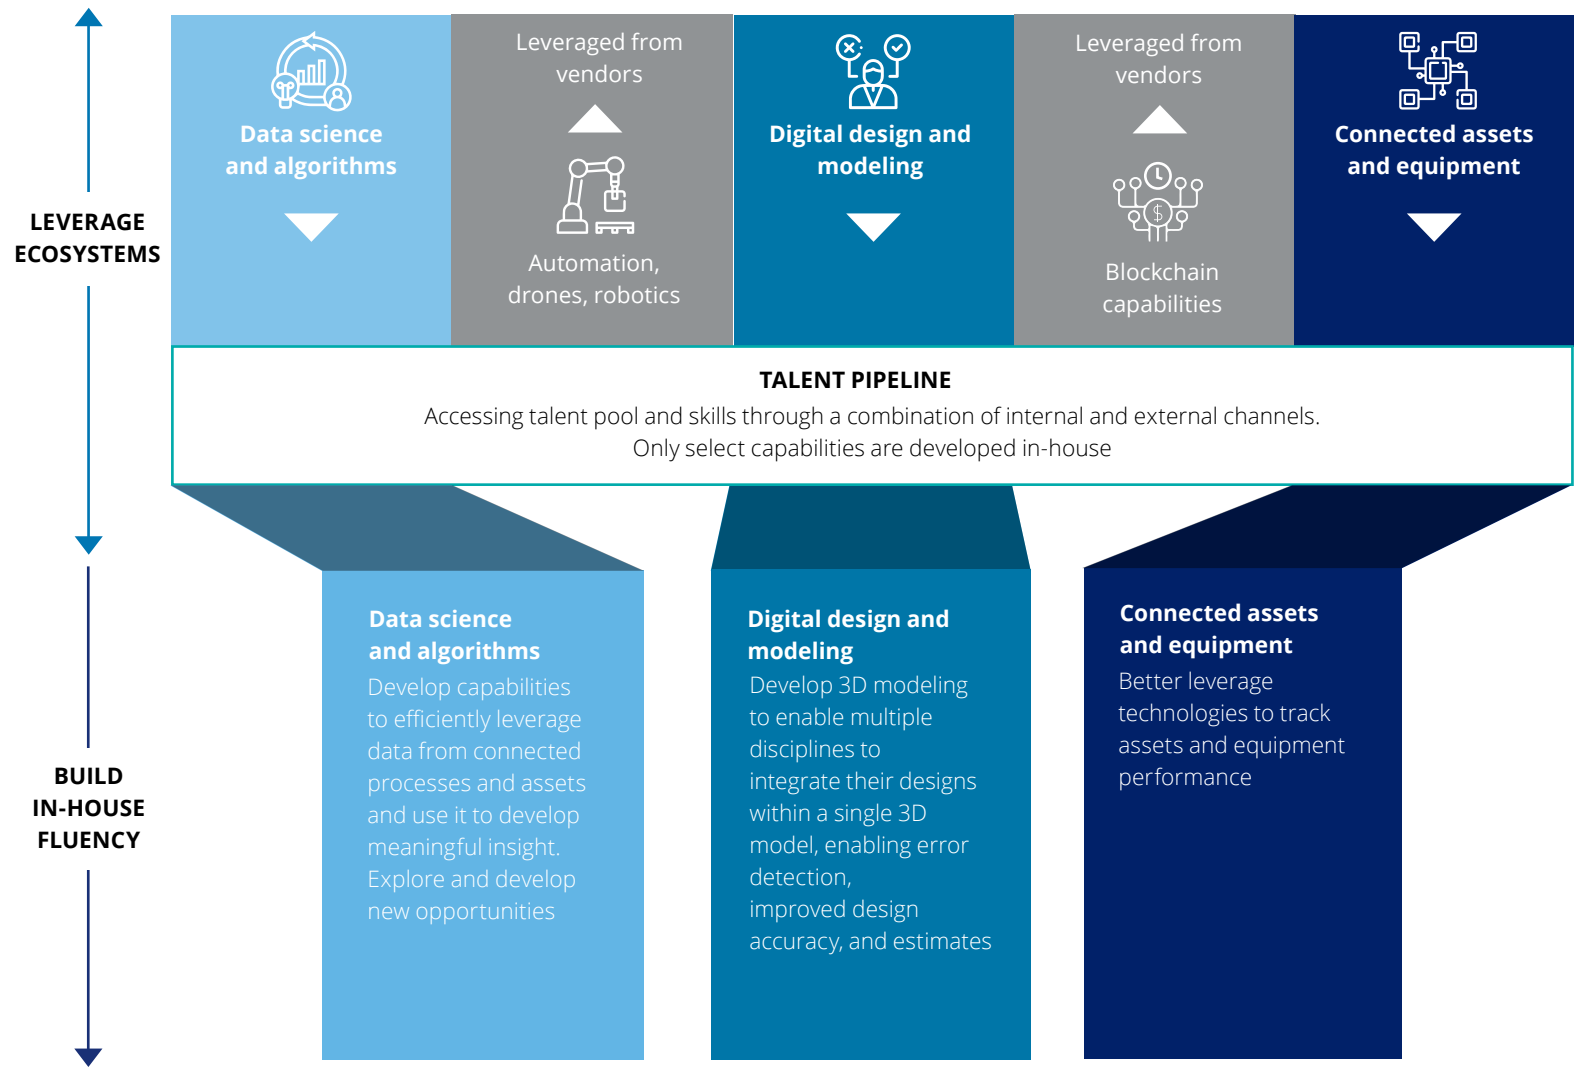 LEVERAGE
ECOSYSTEMS
Data science
and algorithms
Leveraged from
vendors
Automation,
drones, robotics
Digital design and
modeling
Leveraged from
vendors
$
Blockchain
capabilities
Connected assets
and equipment
TALENT PIPELINE
Accessing talent pool and skills through a combination of internal and external channels.
Only select capabilities are developed in-house
BUILD
IN-HOUSE
FLUENCY
Data science
and algorithms
Develop capabilities
to efficiently leverage
data from connected
processes and assets
and use it to develop
meaningful insight.
Explore and develop
new opportunities
Digital design and
modeling
Develop 3D modeling
to enable multiple
disciplines to
integrate their designs
within a single 3D
model, enabling error
detection,
improved design
accuracy, and estimates
Connected assets
and equipment
Better leverage
technologies to track
assets and equipment
performance